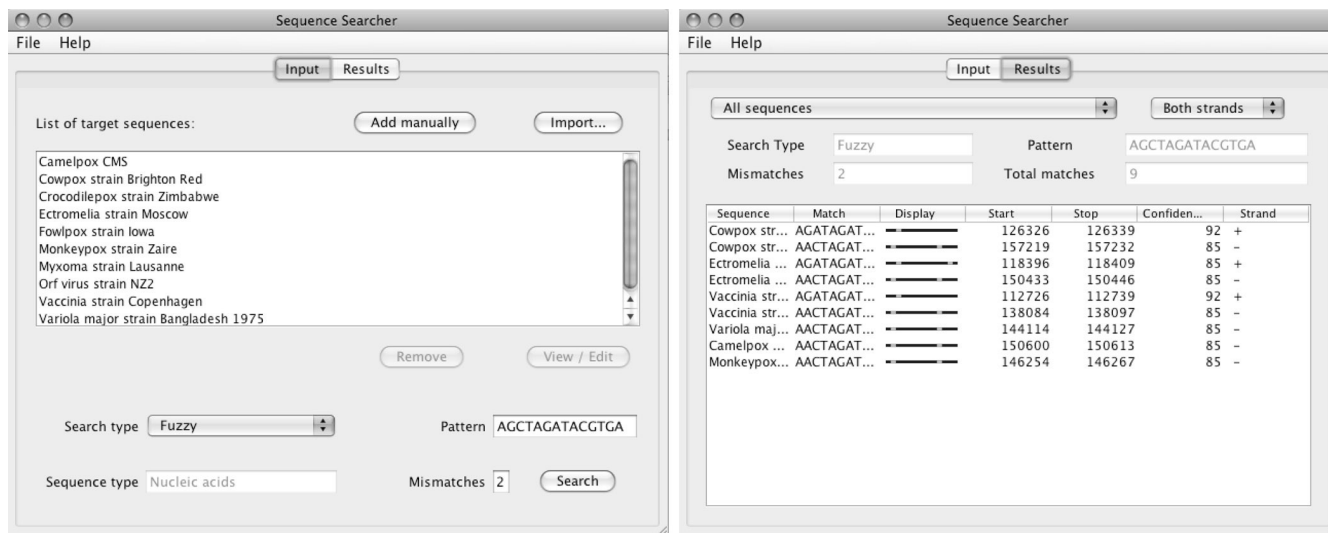 Sequence Searcher
File Help
Input Results
List of target sequences: Add manually Import...
Camelpox CMS
Cowpox strain Brighton Red
Crocodilepox strain Zimbabwe
Ectromelia strain Moscow
Fowlpox strain Iowa
Monkeypox strain Zaire
Myxoma strain Lausanne
Orf virus strain NZ2
Vaccinia strain Copenhagen
Variola major strain Bangladesh 1975
Remove View / Edit
Search type Fuzzy Pattern AGCTAGATACGTGA
Sequence type Nucleic acids Mismatches 2 Search
Sequence Searcher
File Help
Input Results
All sequences Both strands
Search Type Fuzzy Pattern AGCTAGATACGTGA
Mismatches 2 Total matches 9
Sequence Match Display Start Stop Confiden... Strand
Cowpox str... AGATAGAT... 126326 126339 92 +
Cowpox str... AACTAGAT... 157219 157232 85 –
Ectromelia ... AGATAGAT... 118396 118409 85 +
Ectromelia ... AACTAGAT... 150433 150446 85 –
Vaccinia str... AGATAGAT... 112726 112739 92 +
Vaccinia str... AACTAGAT... 138084 138097 85 –
Variola maj... AACTAGAT... 144114 144127 85 –
Camelpox ... AACTAGAT... 150600 150613 85 –
Monkeypox... AACTAGAT... 146254 146267 85 –